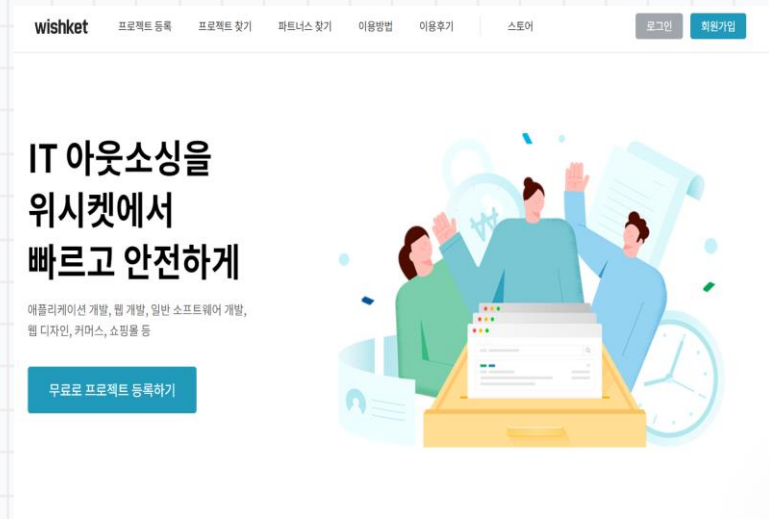 wishket 프로젝트 등록 프로젝트 찾기 파트너스 찾기 이용방법 이용후기 스토어 로그인 회원가입
IT 아웃소싱을
위시켓에서
빠르고 안전하게
애플리케이션 개발, 웹 개발, 일반 소프트웨어 개발,
웹 디자인, 커머스, 쇼핑몰 등
무료로 프로젝트 등록하기